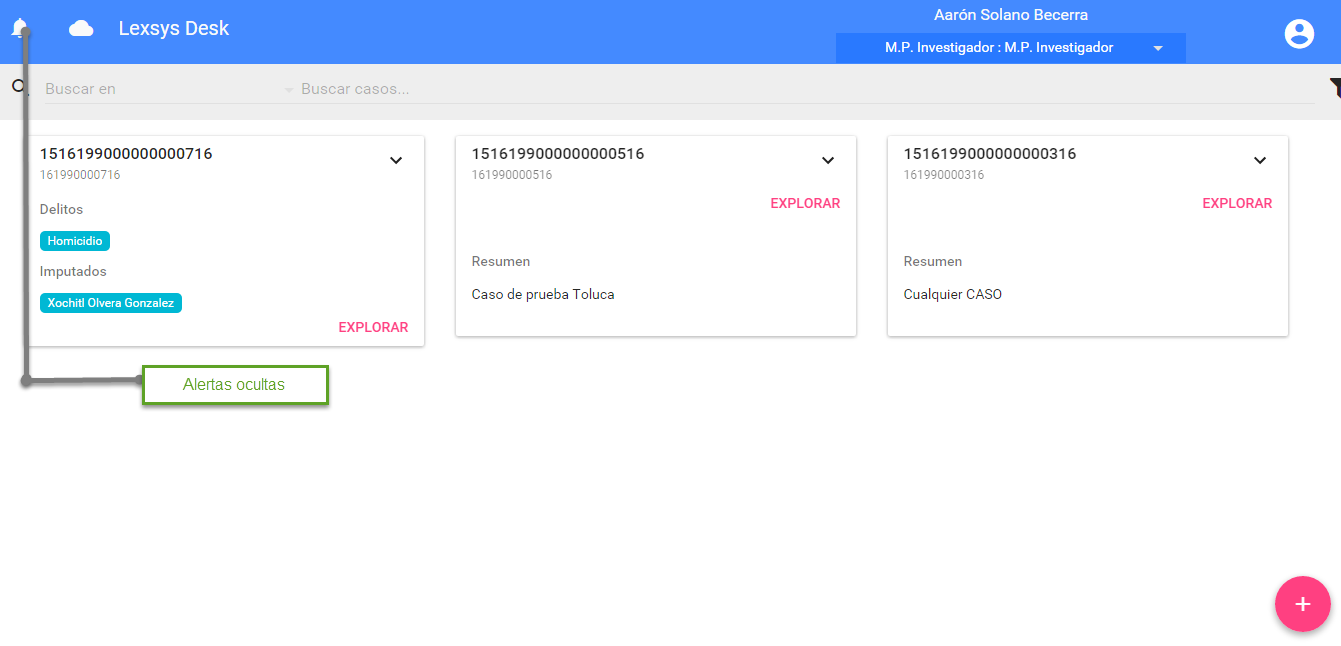 Lexsys Desk
Aarón Solano Becerra
M.P. Investigador : M.P. Investigador
Buscar en
Buscar casos...
1516199000000000716
161990000716
Delitos
Homicidio
Imputados
Xochitl Olvera Gonzalez
EXPLORAR
1516199000000000516
161990000516
EXPLORAR
Resumen
Caso de prueba Toluca
1516199000000000316
161990000316
EXPLORAR
Resumen
Cualquier CASO
Alertas ocultas